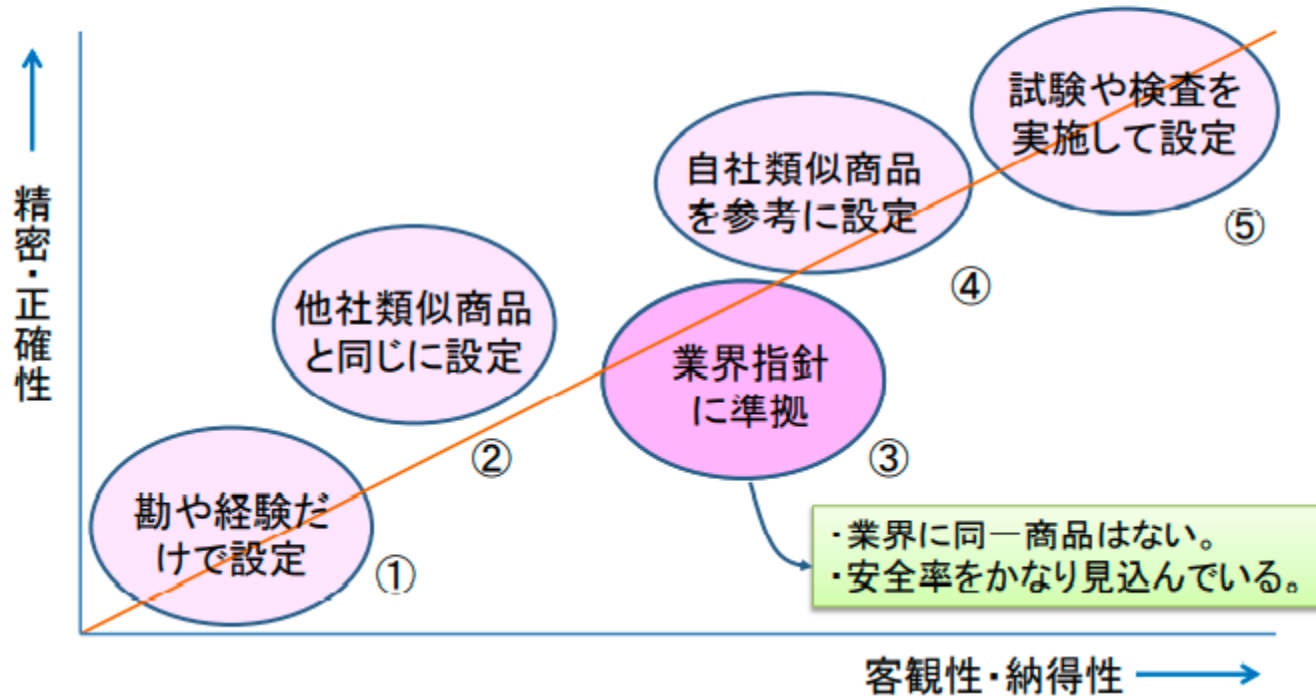 精密・正確性
試験や検査を
実施して設定
⑤
自社類似商品
を参考に設定
④
他社類似商品
と同じに設定
②
業界指針
に準拠
③
勘や経験だ
けで設定
①
・業界に同一商品はない。
・安全率をかなり見込んでいる。
客観性・納得性